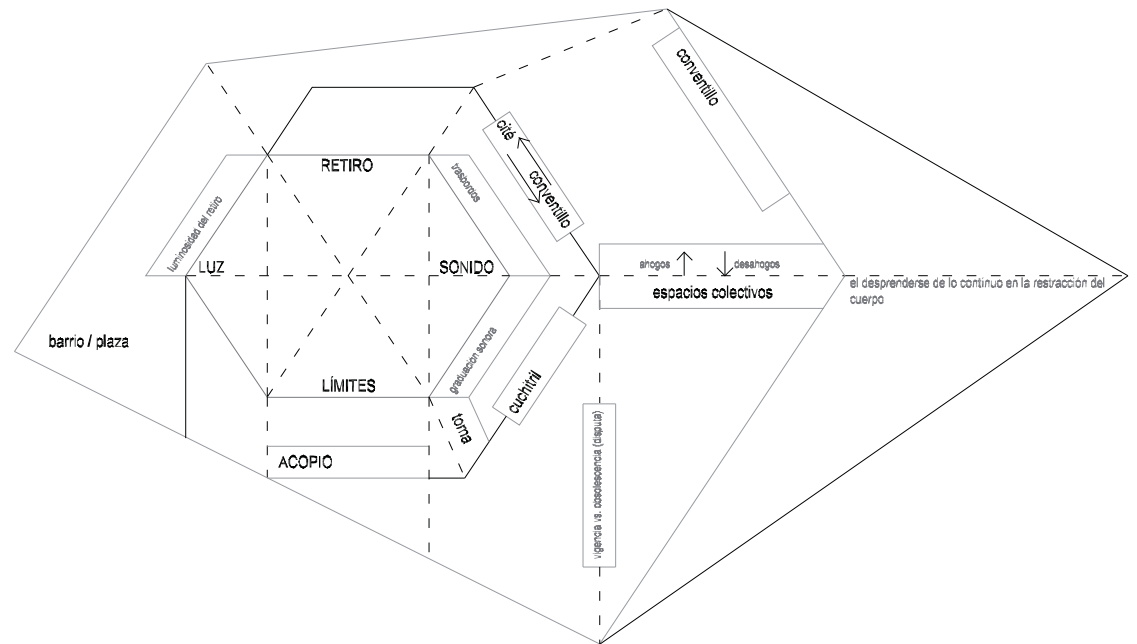 conventillo
cité
conventillo
RETIRO
trasbordos
luminosidad del retiro
LUZ
SONIDO
ahogos
desahogos
espacios colectivos
el desprenderse de lo continuo en la restracción del
cuerpo
barrio / plaza
graduacion sonora
LÍMITES
cuchitril
toma
ACOPIO
vigencia vs. obsolescencia (disputa)